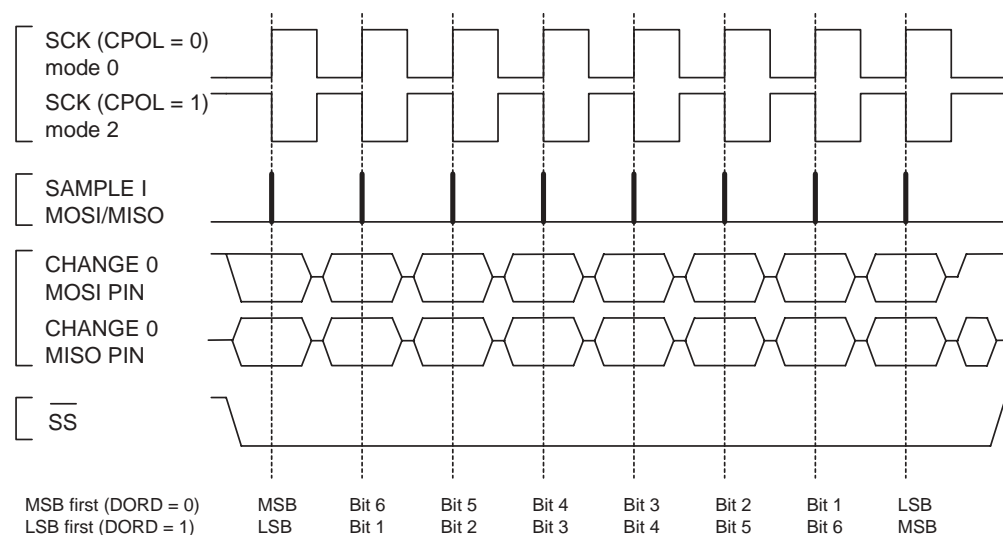 SCK (CPOL = 0)
mode 0
SCK (CPOL = 1)
mode 2
SAMPLE I
MOSI/MISO
CHANGE 0
MOSI PIN
CHANGE 0
MISO PIN
SS
MSB first (DORD = 0) MSB Bit 6 Bit 5 Bit 4 Bit 3 Bit 2 Bit 1 LSB
LSB first (DORD = 1) LSB Bit 1 Bit 2 Bit 3 Bit 4 Bit 5 Bit 6 MSB